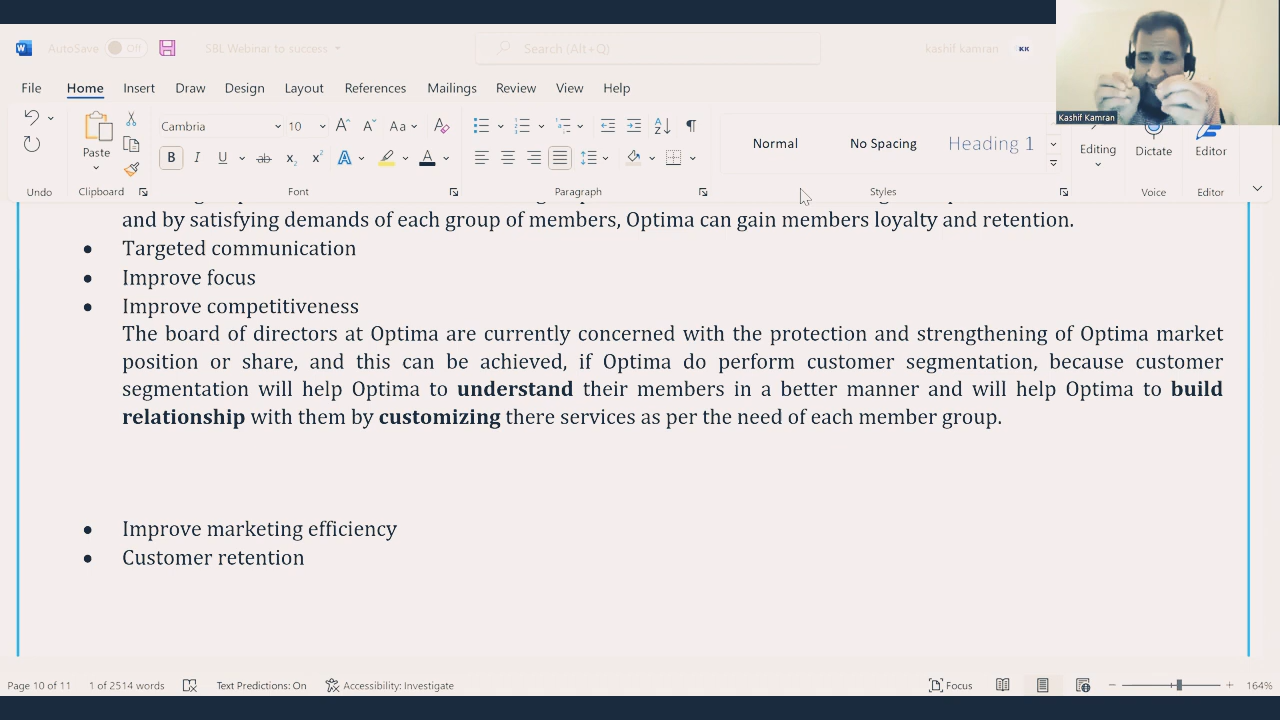 AutoSave Off SBL Webinar to success Search (Alt+Q) kashif kamran KK
File Home Insert Draw Design Layout References Mailings Review View Help
Kashif Kamran
Cambria 10 Aa
Paste
B I U ab x₂ x² A A
Normal No Spacing Heading 1
Editing Dictate Editor
Undo Clipboard Font Paragraph Styles Voice Editor
and by satisfying demands of each group of members, Optima can gain members loyalty and retention.
● Targeted communication
● Improve focus
● Improve competitiveness
The board of directors at Optima are currently concerned with the protection and strengthening of Optima market
position or share, and this can be achieved, if Optima do perform customer segmentation, because customer
segmentation will help Optima to understand their members in a better manner and will help Optima to build
relationship with them by customizing there services as per the need of each member group.
● Improve marketing efficiency
● Customer retention
Page 10 of 11 1 of 2514 words Text Predictions: On Accessibility: Investigate Focus 164%